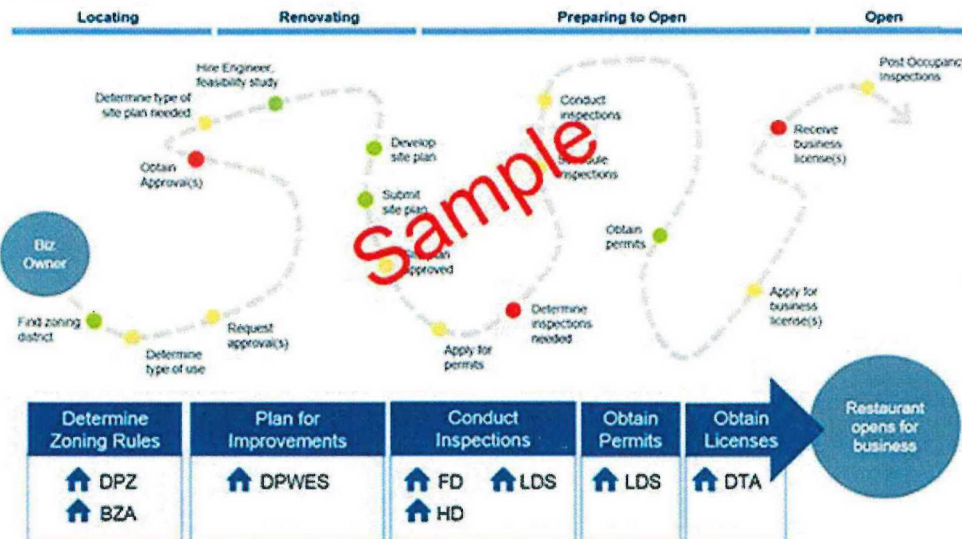 Locating
Renovating
Preparing to Open
Open
Biz
Owner
Find zoning
district
Determine
type of use
Request
approval(s)
Obtain
Approval(s)
Determine type of
site plan needed
Hire Engineer,
feasibility study
Develop
site plan
Submit
site plan
approved
Apply for
permits
Determine
inspections
needed
inspections
Conduct
inspections
Obtain
permits
Apply for
business
license(s)
Receive
business
license(s)
Post Occupanc
Inspections
Sample
Determine
Zoning Rules
DPZ
BZA
Plan for
Improvements
DPWES
Conduct
Inspections
FD
LDS
HD
Obtain
Permits
LDS
Obtain
Licenses
DTA
Restaurant
opens for
business